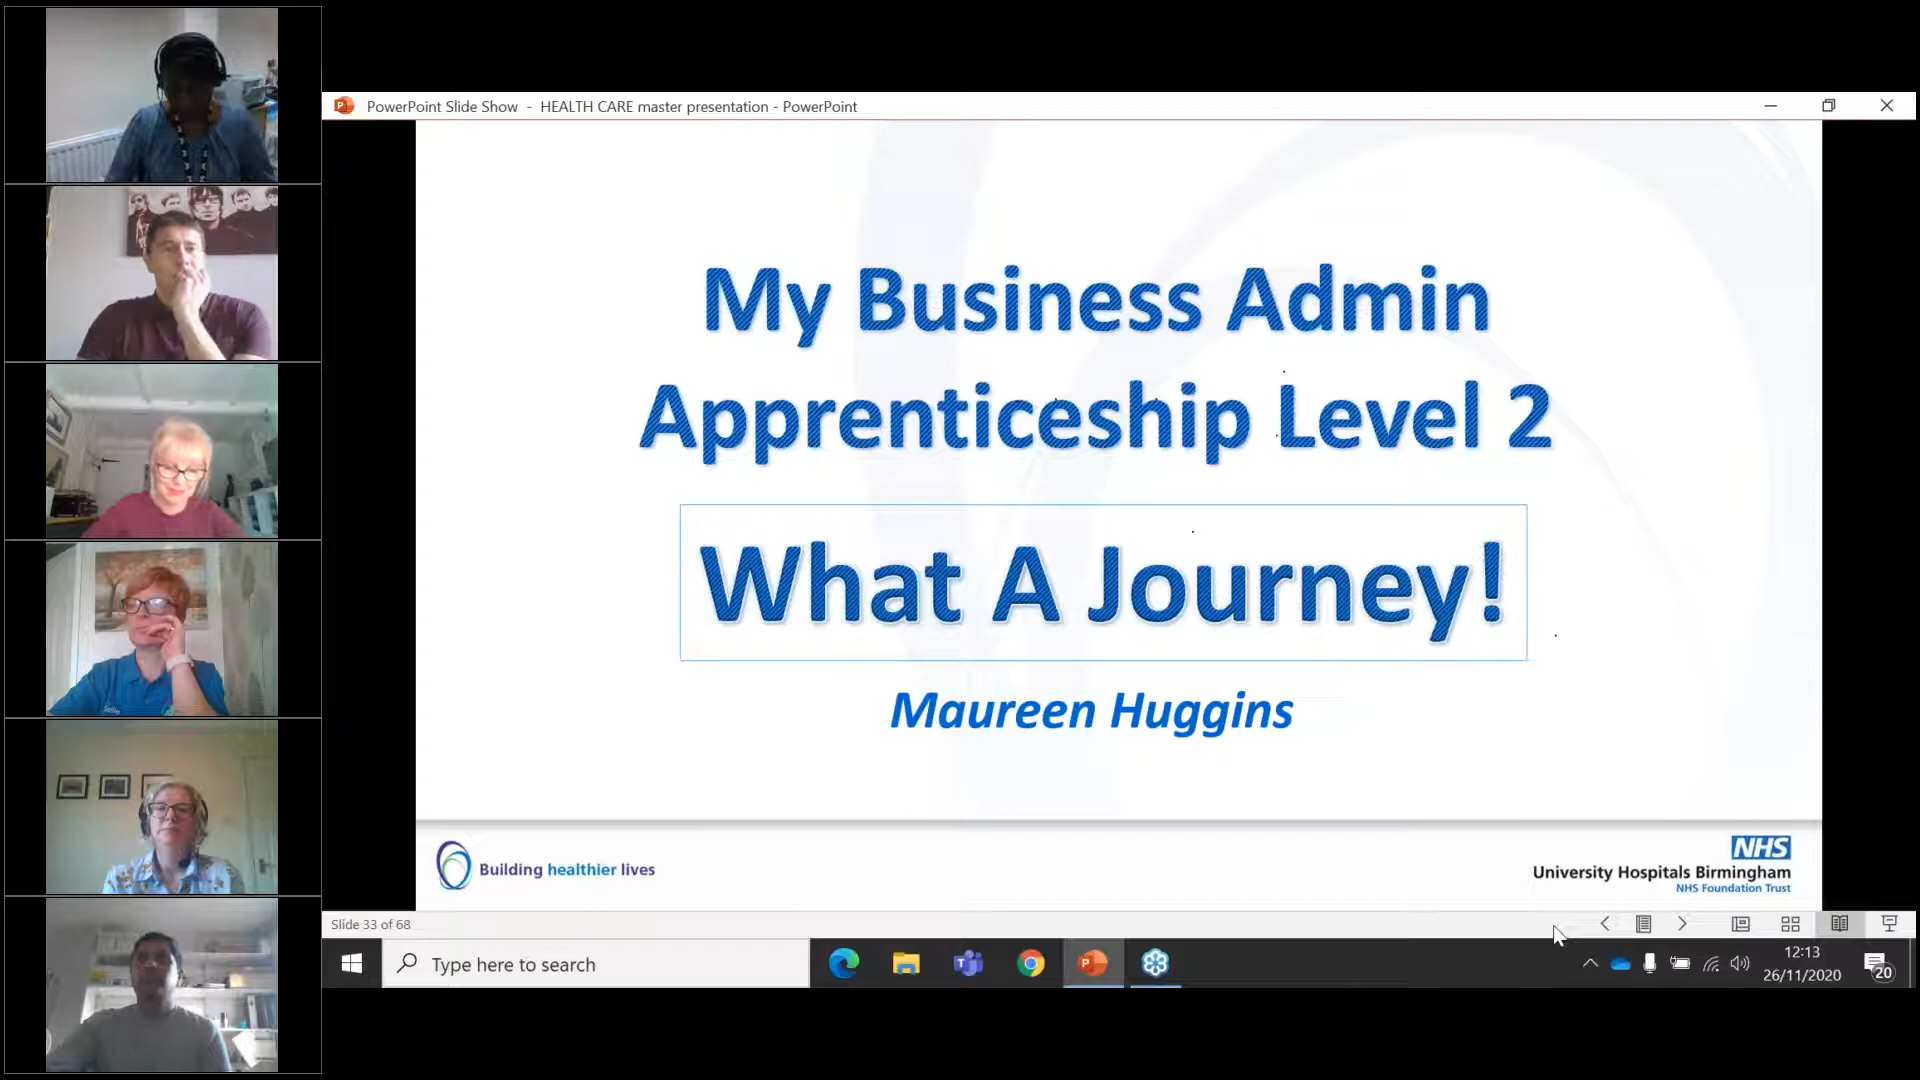 PowerPoint Slide Show - HEALTH CARE master presentation - PowerPoint
My Business Admin
Apprenticeship Level 2
What A Journey!
Maureen Huggins
Building healthier lives
NHS
University Hospitals Birmingham
NHS Foundation Trust
Slide 33 of 68
Type here to search
12:13
26/11/2020
20